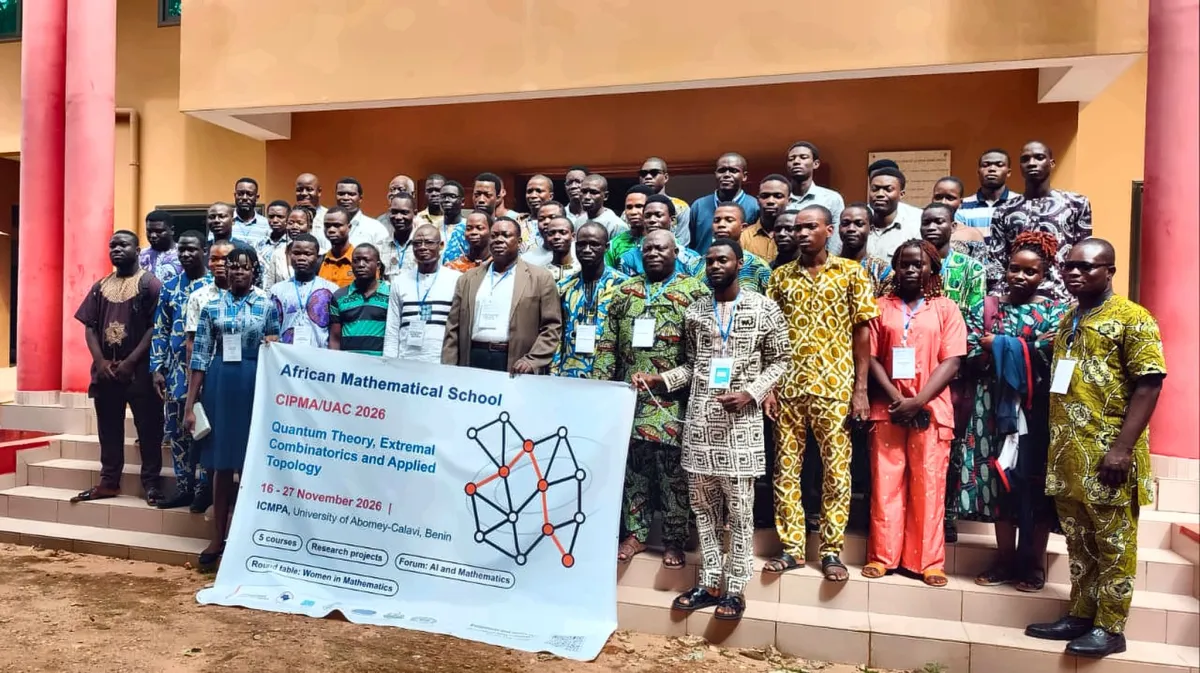 African Mathematical School
CIPMA/UAC 2026
Quantum Theory, Extremal
Combinatorics and Applied
Topology
16 - 27 November 2026 |
ICMPA, University of Abomey-Calavi, Benin
5 courses
Research projects
Forum: AI and Mathematics
Round table: Women in Mathematics